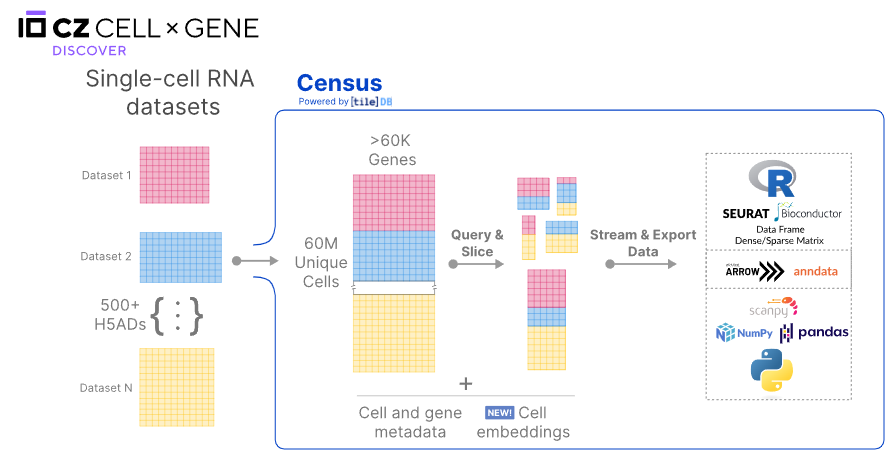 CZ CELL × GENE
DISCOVER
Single-cell RNA
datasets
Dataset 1
Dataset 2
500+
H5ADs
{ : }
Dataset N
Census
Powered by [tile]DB
>60K
Genes
60M
Unique
Cells
Query &
Slice
Stream & Export
Data
+
Cell and gene
metadata
NEW! Cell
embeddings
R
SEURAT Bioconductor
Data Frame
Dense/Sparse Matrix
APACHE
ARROW anndata
scanpy
NumPy pandas